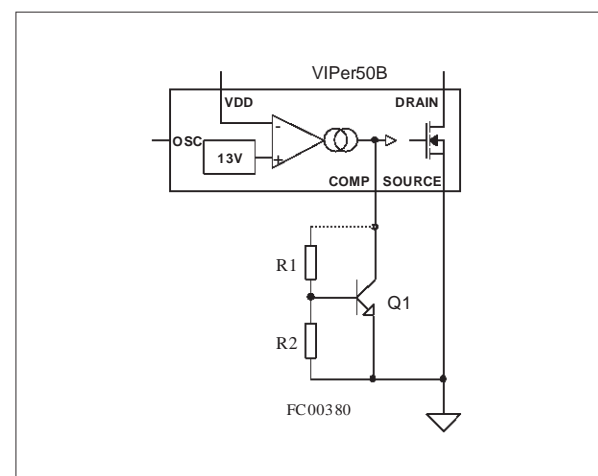 VIPer50B
VDD
DRAIN
-
OSC
13V
+
COMP
SOURCE
R1
Q1
R2
FC00380